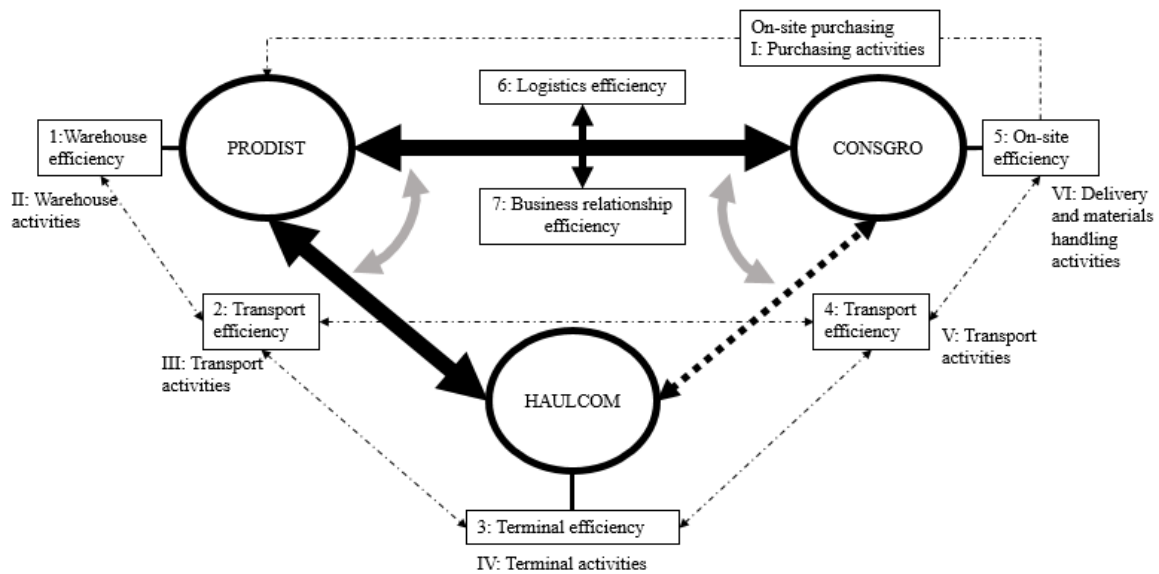 On-site purchasing
I: Purchasing activities
6: Logistics efficiency
1:Warehouse
efficiency
PRODIST
CONSGRO
5: On-site
efficiency
7: Business relationship
efficiency
II: Warehouse
activities
VI: Delivery and
materials
handling
activities
2: Transport
efficiency
4: Transport
efficiency
III: Transport
activities
V: Transport
activities
HAULCOM
3: Terminal efficiency
IV: Terminal activities